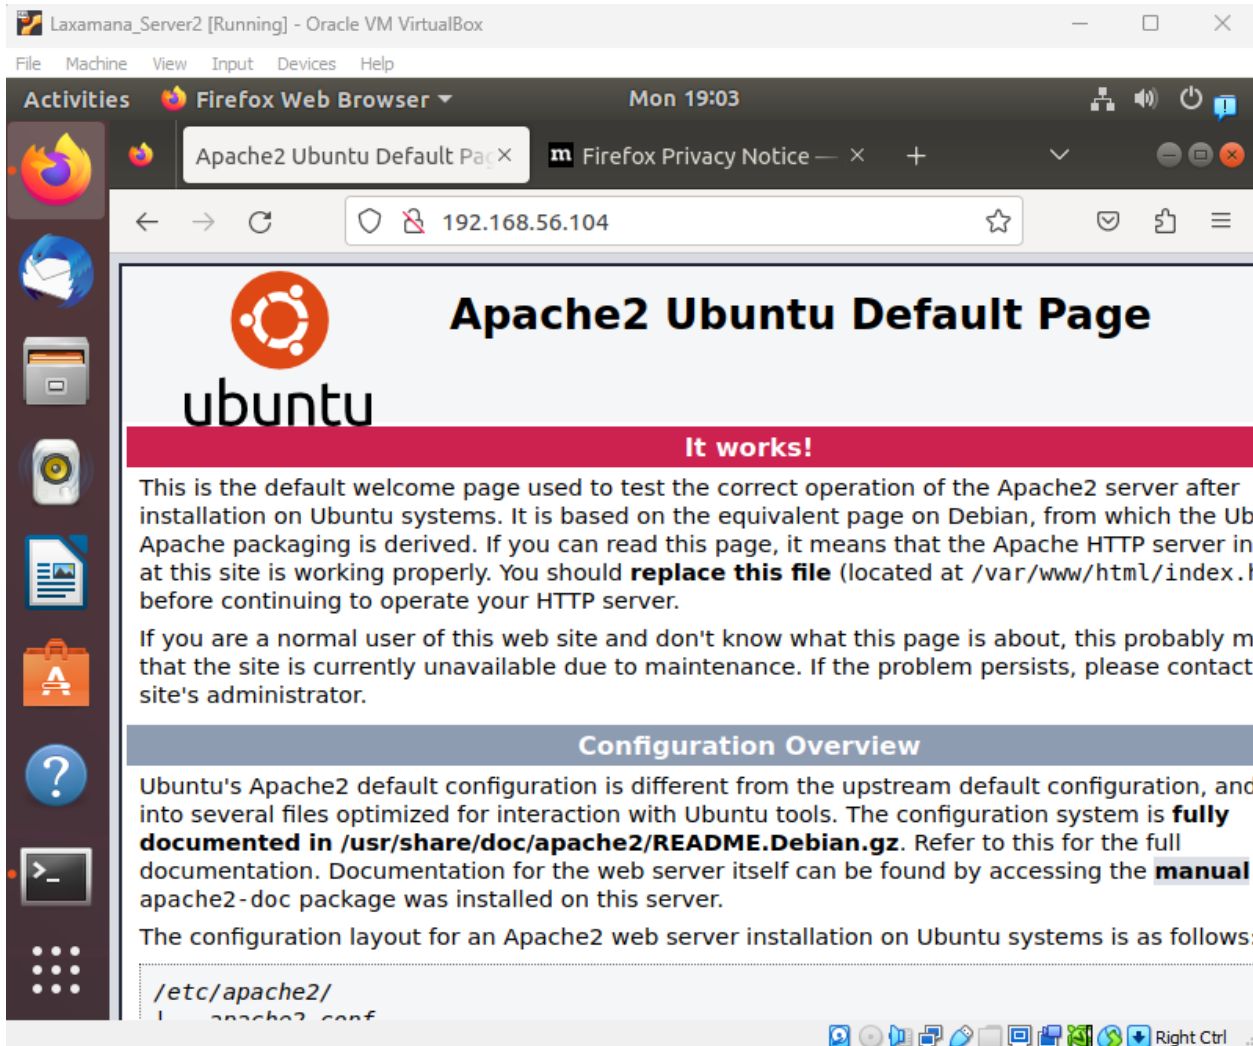 Laxamana_Server2 [Running] - Oracle VM VirtualBox
File Machine View Input Devices Help
Activities Firefox Web Browser Mon 19:03
Apache2 Ubuntu Default Pag Firefox Privacy Notice —
192.168.56.104
ubuntu
Apache2 Ubuntu Default Page
It works!
This is the default welcome page used to test the correct operation of the Apache2 server after
installation on Ubuntu systems. It is based on the equivalent page on Debian, from which the Ub
Apache packaging is derived. If you can read this page, it means that the Apache HTTP server in
at this site is working properly. You should replace this file (located at /var/www/html/index.h
before continuing to operate your HTTP server.
If you are a normal user of this web site and don't know what this page is about, this probably m
that the site is currently unavailable due to maintenance. If the problem persists, please contact
site's administrator.
Configuration Overview
Ubuntu's Apache2 default configuration is different from the upstream default configuration, and
into several files optimized for interaction with Ubuntu tools. The configuration system is fully
documented in /usr/share/doc/apache2/README.Debian.gz. Refer to this for the full
documentation. Documentation for the web server itself can be found by accessing the manual
apache2-doc package was installed on this server.
The configuration layout for an Apache2 web server installation on Ubuntu systems is as follows:
/etc/apache2/
|-- apache2.conf
Right Ctrl